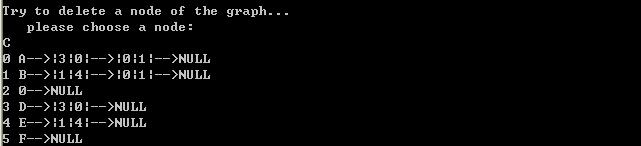 Try to delete a node of the graph...
please choose a node:
C
0 A-->|3|0|-->|0|1|-->NULL
1 B-->|1|4|-->|0|1|-->NULL
2 0-->NULL
3 D-->|3|0|-->NULL
4 E-->|1|4|-->NULL
5 F-->NULL